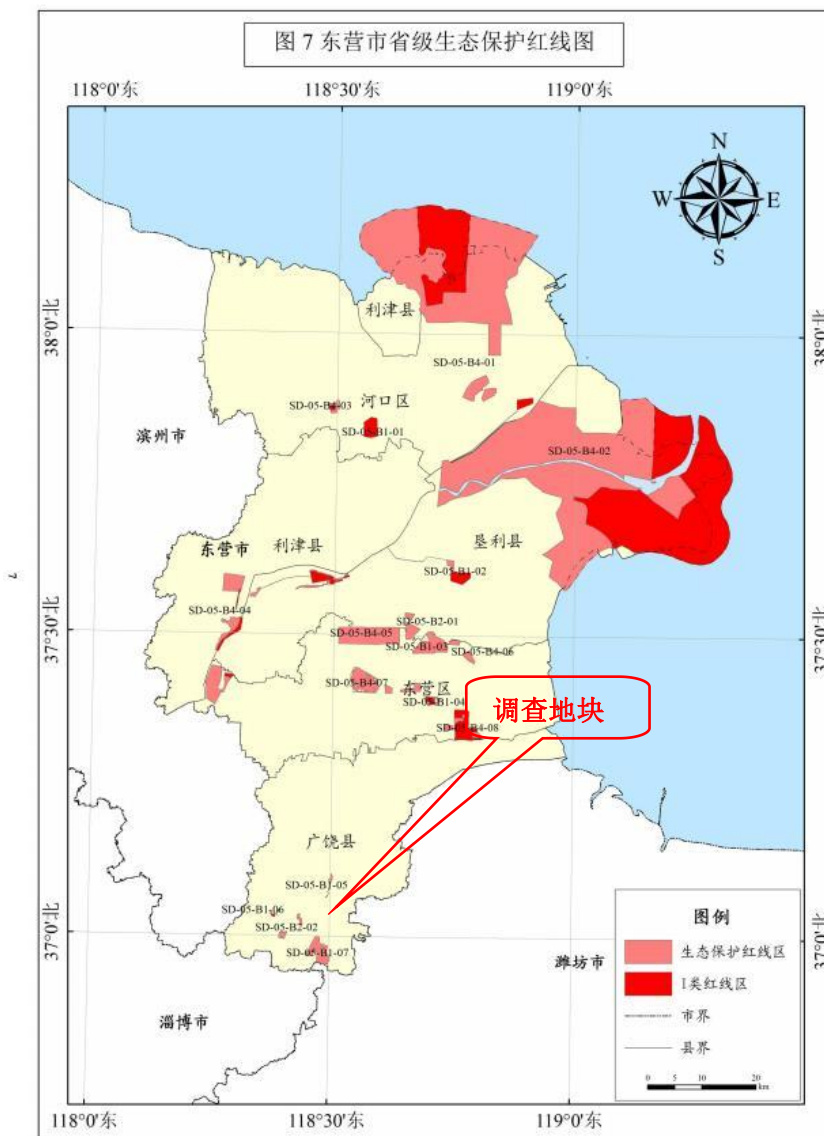 图 7 东营市省级生态保护红线图
118°0'东
118°30'东
119°0'东
N
W
E
S
利津县
38°0'北
38°0'北
SD-05-B4-01
SD-05-B4-03
河口区
SD-05-B1-01
滨州市
SD-05-B4-02
垦利县
利津县
东营市
SD-05-B1-02
7
SD-05-B4-04
SD-05-B2-01
37°30'北
37°30'北
SD-05-B4-05
SD-05-B1-03
SD-05-B4-06
SD-05-B4-07
东营区
SD-05-B1-04
调查地块
SD-05-B4-08
广饶县
SD-05-B1-05
SD-05-B1-06
SD-05-B2-02
37°0'北
37°0'北
SD-05-B1-07
潍坊市
淄博市
图例
生态保护红线区
I类红线区
市界
县界
0 5 10 20
km
118°0'东
118°30'东
119°0'东